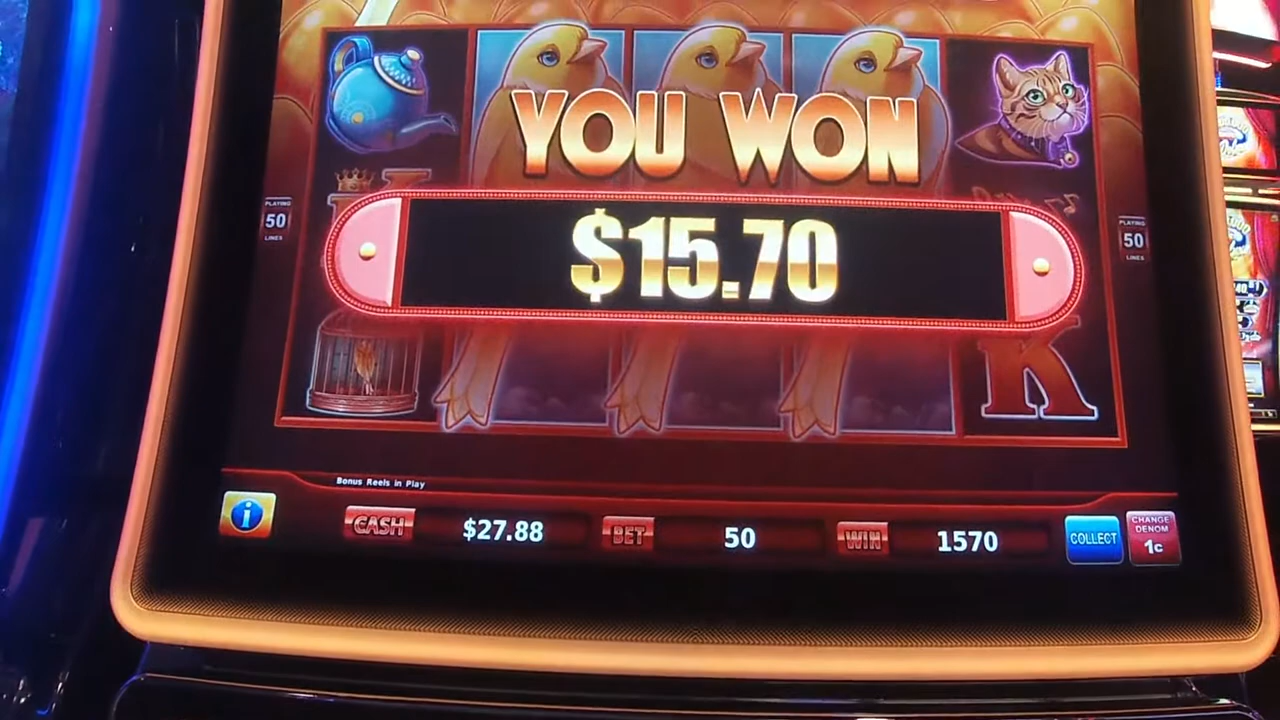 YOU WON
$15.70
PLAYING
50
LINES
PLAYING
50
LINES
K
Bonus Reels in Play
i
CASH
$27.88
BET
50
WIN
1570
COLLECT
CHANGE
DENOM
1c